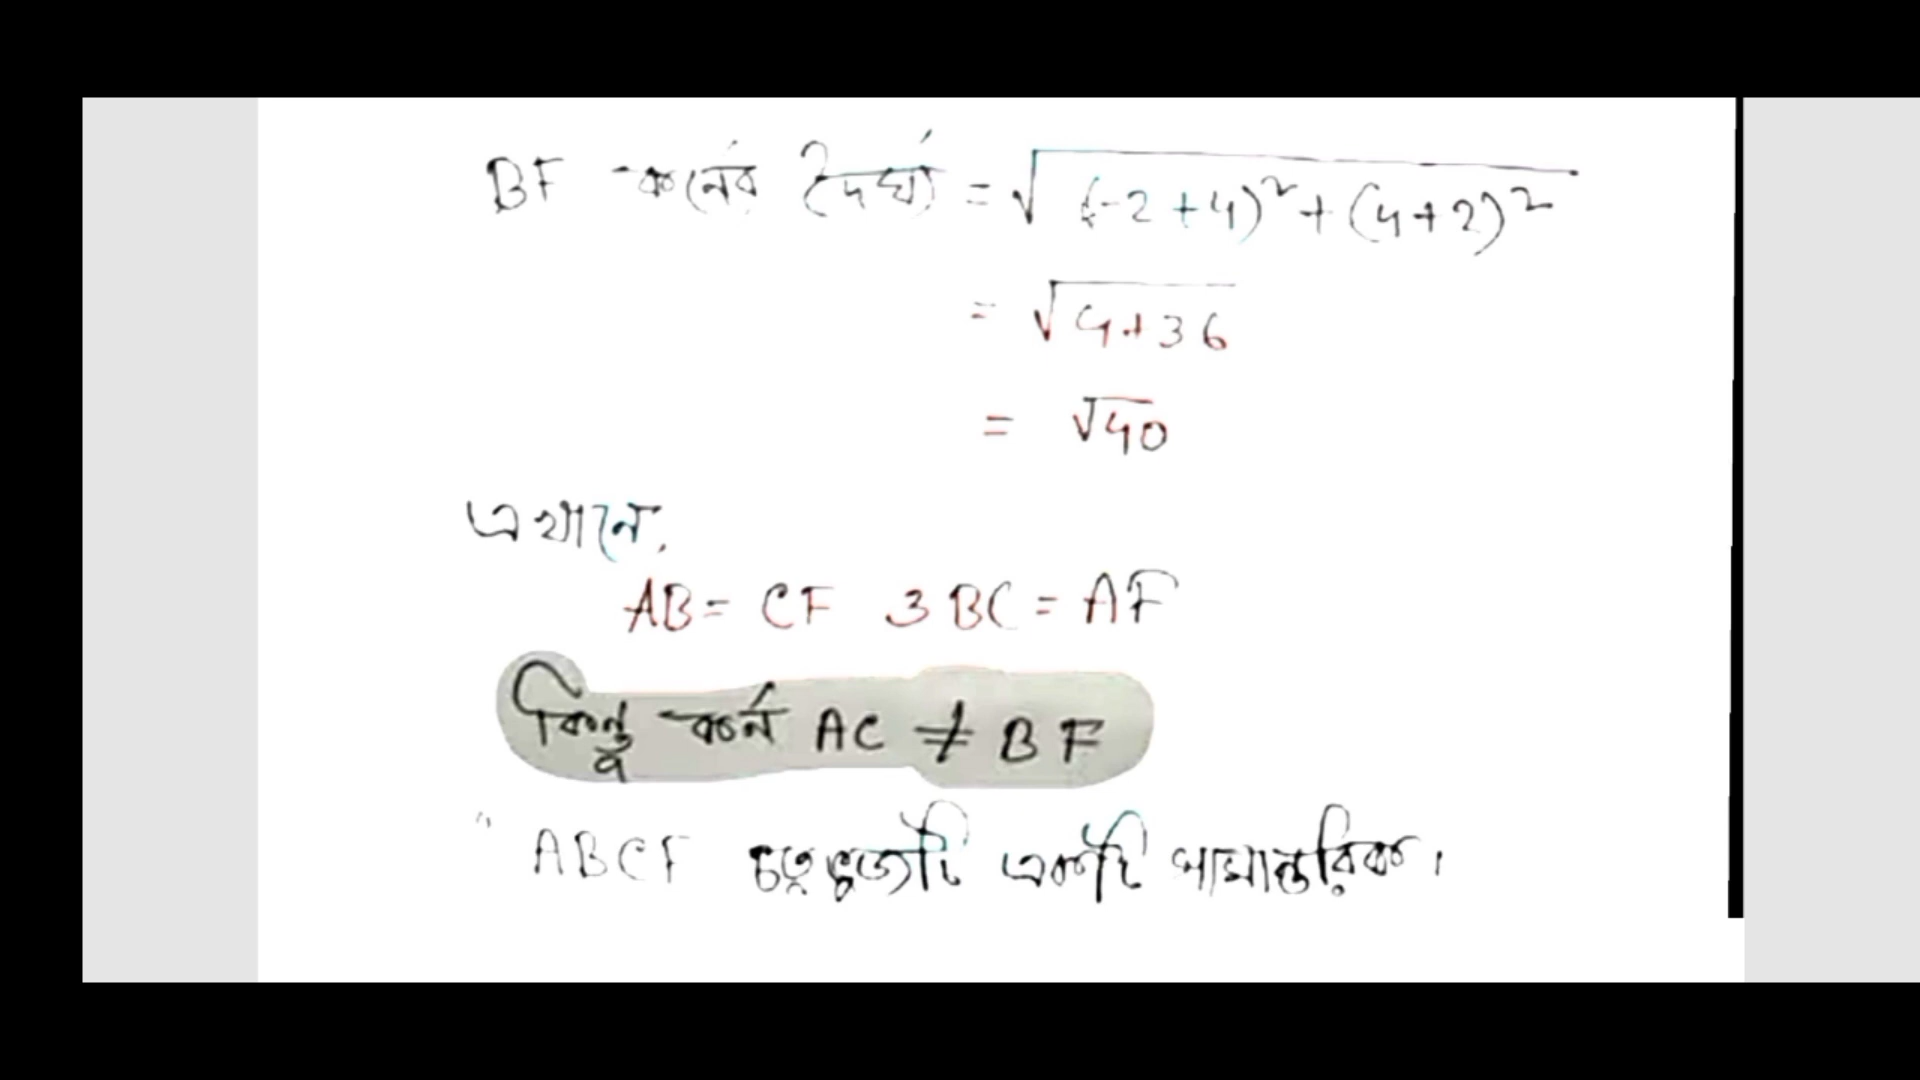 BF কর্নের দৈর্ঘ্য = √(-2+4)² + (4+2)²
= √4+36
= √40
এখানে,
AB = CF ও BC = AF
কিন্তু কর্ন AC ≠ BF
ABCF চতুর্ভুজটি একটি সামান্তরিক।